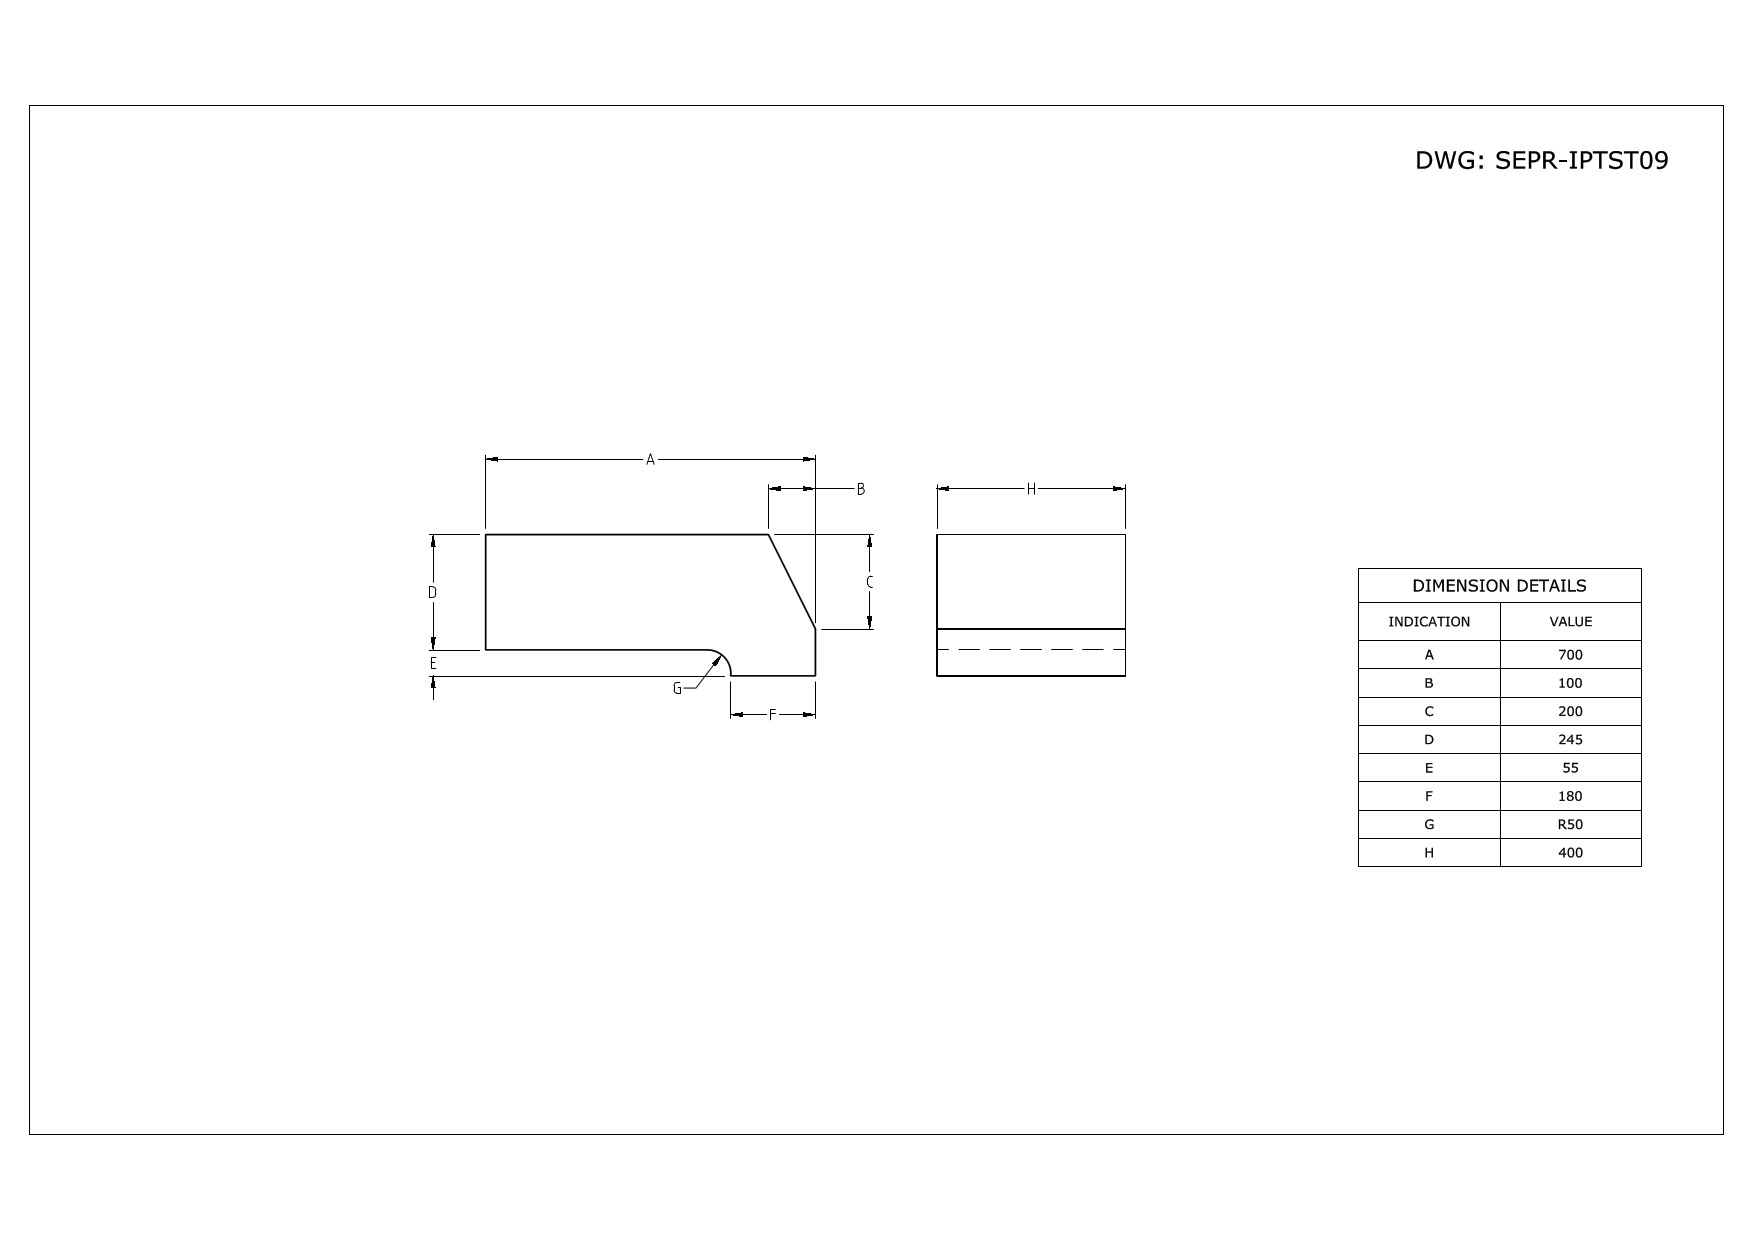 DWG: SEPR-IPTST09
A
B
H
C
D
E
G
F
DIMENSION DETAILS
INDICATION VALUE
A 700
B 100
C 200
D 245
E 55
F 180
G R50
H 400